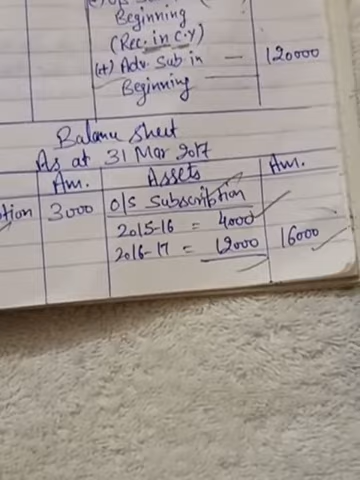 Beginning
(Rec. in C.Y)
(+) Adv. Sub. in — 120000
Beginning
Balance Sheet
As at 31 Mar 2017
Am. Assets Am.
3000 O/S Subscription
2015-16 = 4000
2016-17 = 12000 16000